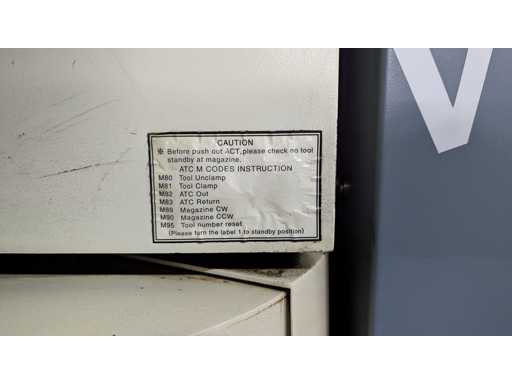 V
CAUTION
※ Before push out ACT, please check no tool
standby at magazine.
ATC M CODES INSTRUCTION
M80 Tool Unclamp
M81 Tool Clamp
M82 ATC Out
M83 ATC Return
M89 Magazine CW
M90 Magazine CCW
M95 Tool number reset
(Please turn the label 1 to standby position)